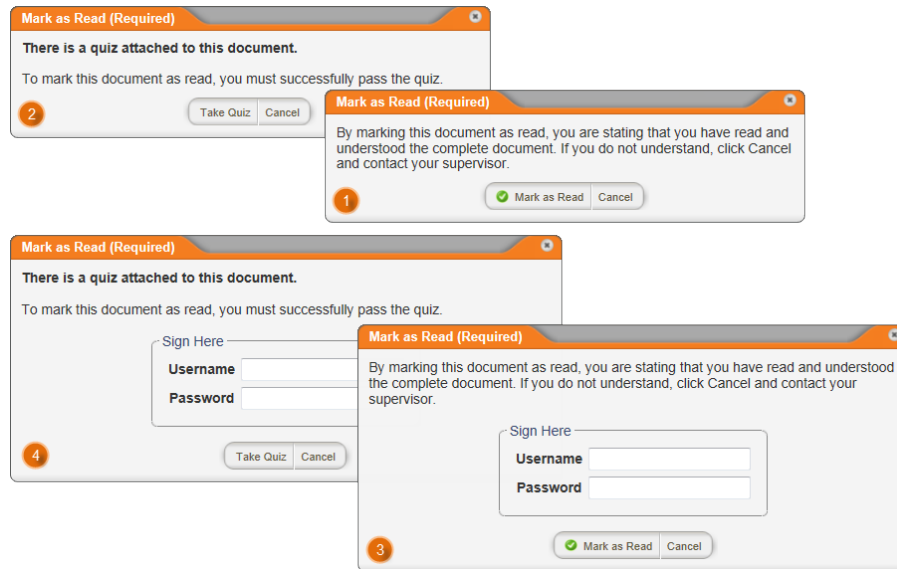 Mark as Read (Required)
There is a quiz attached to this document.
To mark this document as read, you must successfully pass the quiz.
2
Take Quiz Cancel
Mark as Read (Required)
By marking this document as read, you are stating that you have read and
understood the complete document. If you do not understand, click Cancel
and contact your supervisor.
1
Mark as Read Cancel
Mark as Read (Required)
There is a quiz attached to this document.
To mark this document as read, you must successfully pass the quiz.
Sign Here
Username
Password
4
Take Quiz Cancel
Mark as Read (Required)
By marking this document as read, you are stating that you have read and understood
the complete document. If you do not understand, click Cancel and contact your
supervisor.
Sign Here
Username
Password
3
Mark as Read Cancel